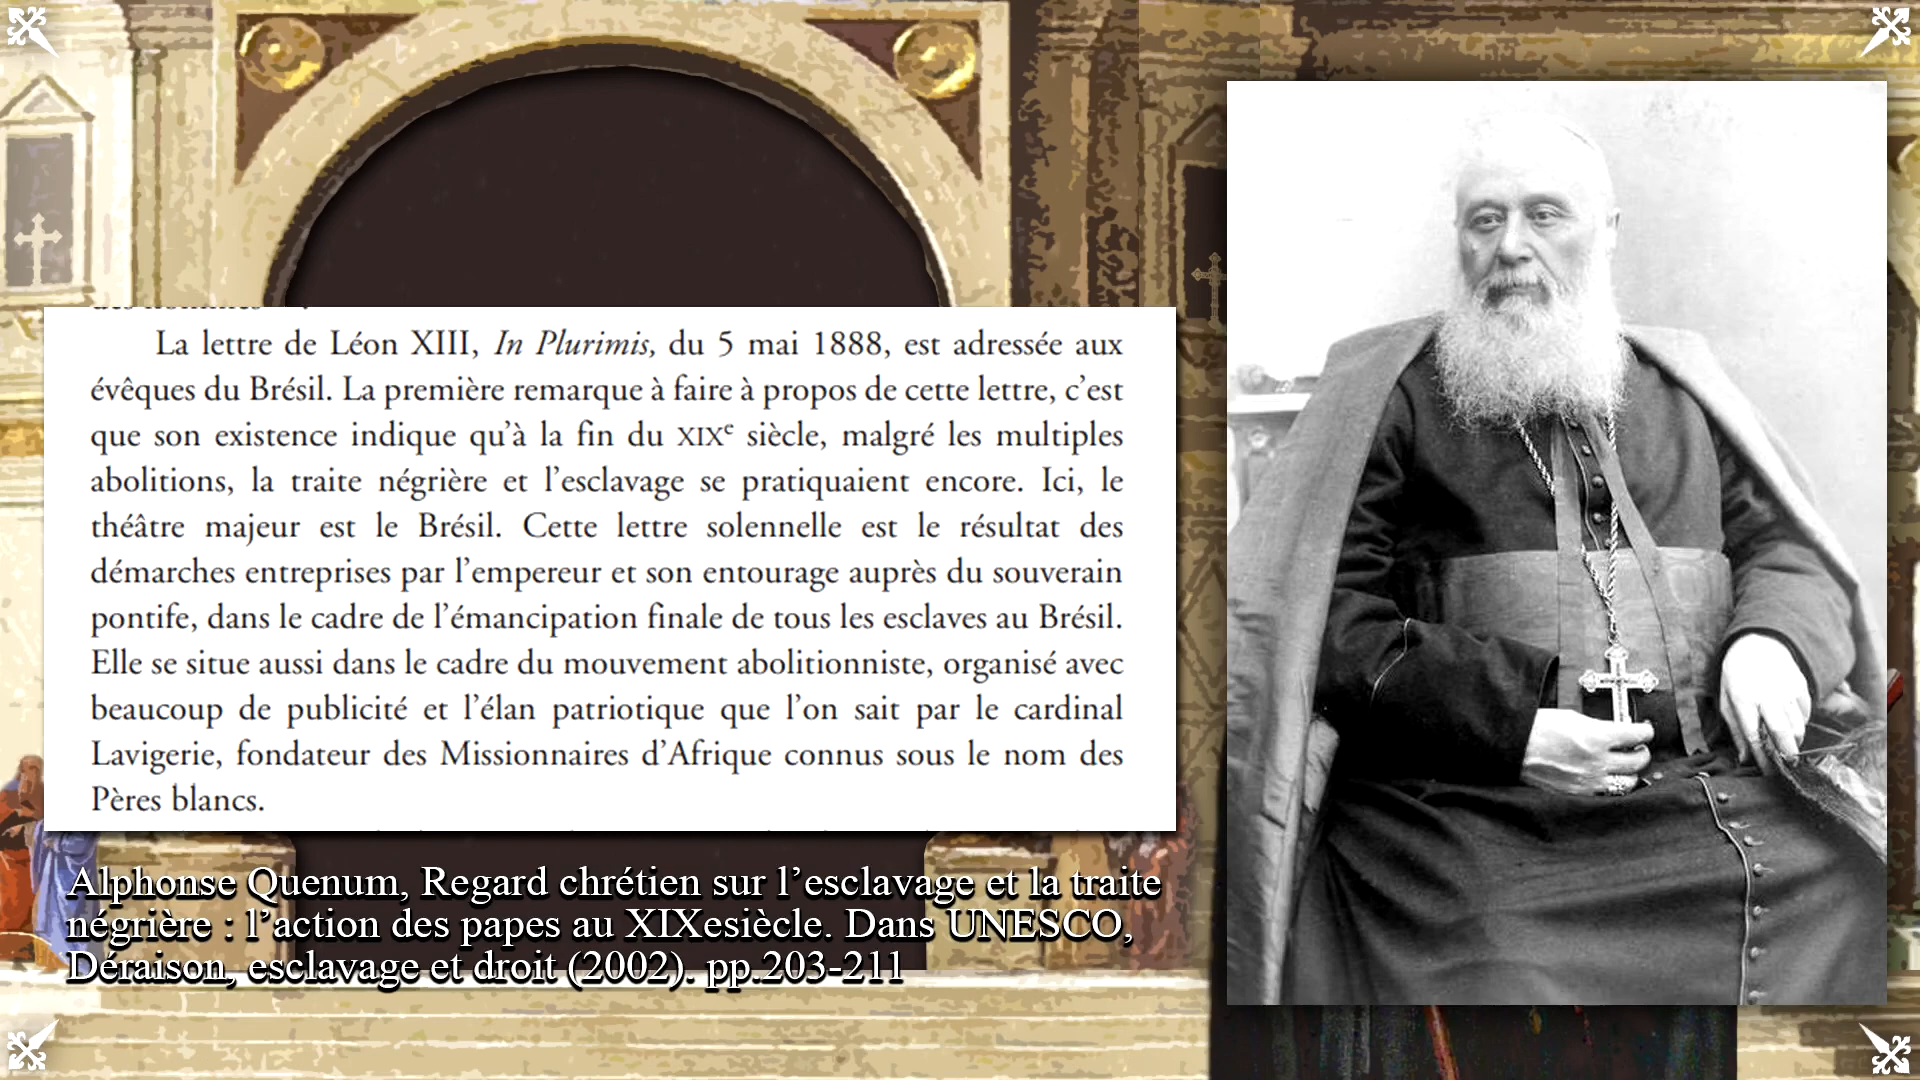 La lettre de Léon XIII, In Plurimis, du 5 mai 1888, est adressée aux
évêques du Brésil. La première remarque à faire à propos de cette lettre, c’est
que son existence indique qu’à la fin du XIXe siècle, malgré les multiples
abolitions, la traite négrière et l’esclavage se pratiquaient encore. Ici, le
théâtre majeur est le Brésil. Cette lettre solennelle est le résultat des
démarches entreprises par l’empereur et son entourage auprès du souverain
pontife, dans le cadre de l’émancipation finale de tous les esclaves au Brésil.
Elle se situe aussi dans le cadre du mouvement abolitionniste, organisé avec
beaucoup de publicité et l’élan patriotique que l’on sait par le cardinal
Lavigerie, fondateur des Missionnaires d’Afrique connus sous le nom des
Pères blancs.
Alphonse Quenum, Regard chrétien sur l’esclavage et la traite
négrière : l’action des papes au XIXesiècle. Dans UNESCO,
Déraison, esclavage et droit (2002). pp.203-211